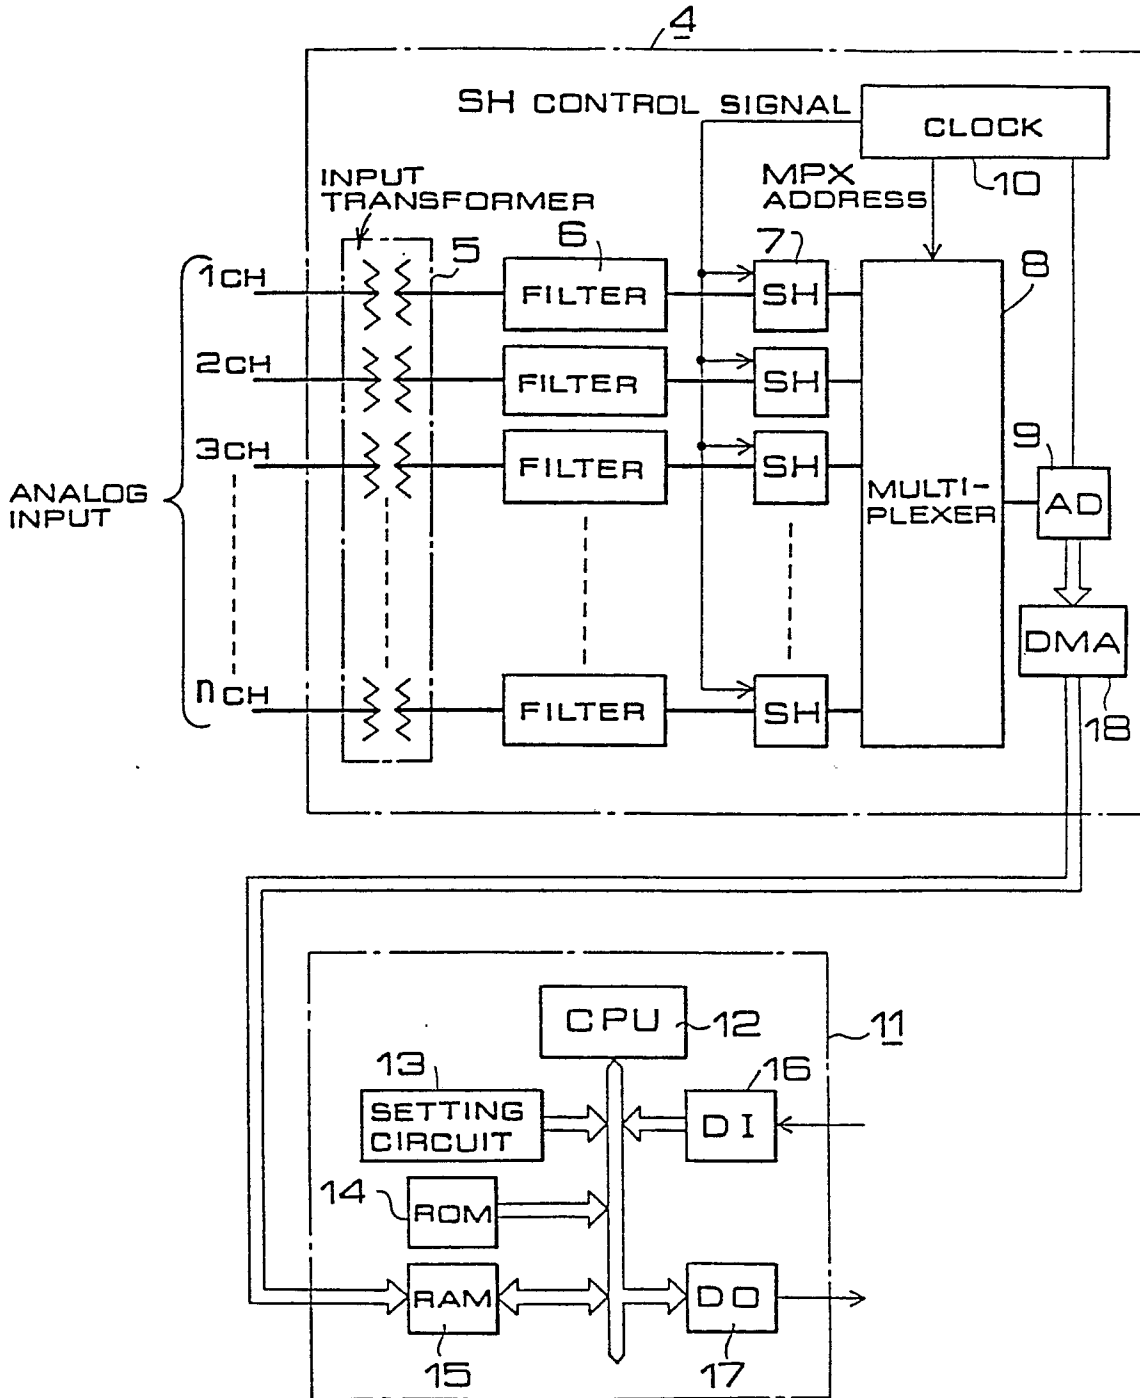 4
SH CONTROL SIGNAL
CLOCK
10
INPUT
TRANSFORMER
MPX
ADDRESS
5
6
7
8
1CH
FILTER
SH
2CH
FILTER
SH
3CH
FILTER
SH
ANALOG
INPUT
MULTI-
PLEXER
9
AD
DMA
18
nCH
FILTER
SH
CPU
12
11
13
SETTING
CIRCUIT
16
DI
14
ROM
RAM
15
DO
17